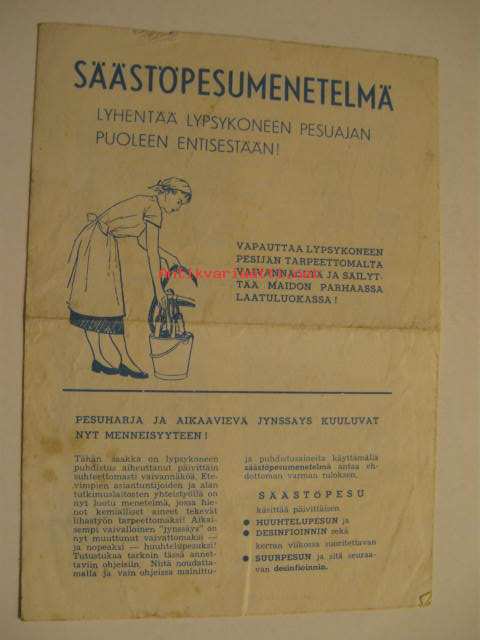 SÄÄSTÖPESUMENETELMÄ
LYHENTÄÄ LYPSYKONEEN PESUAJAN
PUOLEEN ENTISESTÄÄN!
VAPAUTTAA LYPSYKONEEN
PESIJÄN TARPEETTOMALTA
VAIVANNÄÖLTÄ JA SÄILYT-
TÄÄ MAIDON PARHAASSA
LAATULUOKASSA!
PESUHARJA JA AIKAAVIEVÄ JYNSSÄYS KUULUVAT
NYT MENNEISYYTEEN!
Tähän saakka on lypsykoneen
puhdistus aiheuttanut päivittäin
suhteettomasti vaivannäköä. Ete-
vimpien asiantuntijoiden ja alan
tutkimuslaitosten yhteistyöllä on
nyt luotu menetelmä, jossa hie-
not kemialliset aineet tekevät
lihastyön tarpeettomaksi! Aikai-
sempi vaivalloinen "jynssäys" on
nyt muuttunut vaivattomaksi —
ja nopeaksi — huuhtelupesuksi!
Tutustukaa tarkoin tässä annet-
taviin ohjeisiin. Niitä noudatta-
malla ja vain ohjeissa mainittu-
ja puhdistusaineita käyttämällä
säästöpesumenetelmä antaa eh-
dottoman varman tuloksen.
SÄÄSTÖPESU
käsittää päivittäisen
● HUUHTELUPESUN ja
● DESINFIOINNIN sekä
kerran viikossa suoritettavan
● SUURPESUN ja sitä seuraa-
van desinfioinnin.